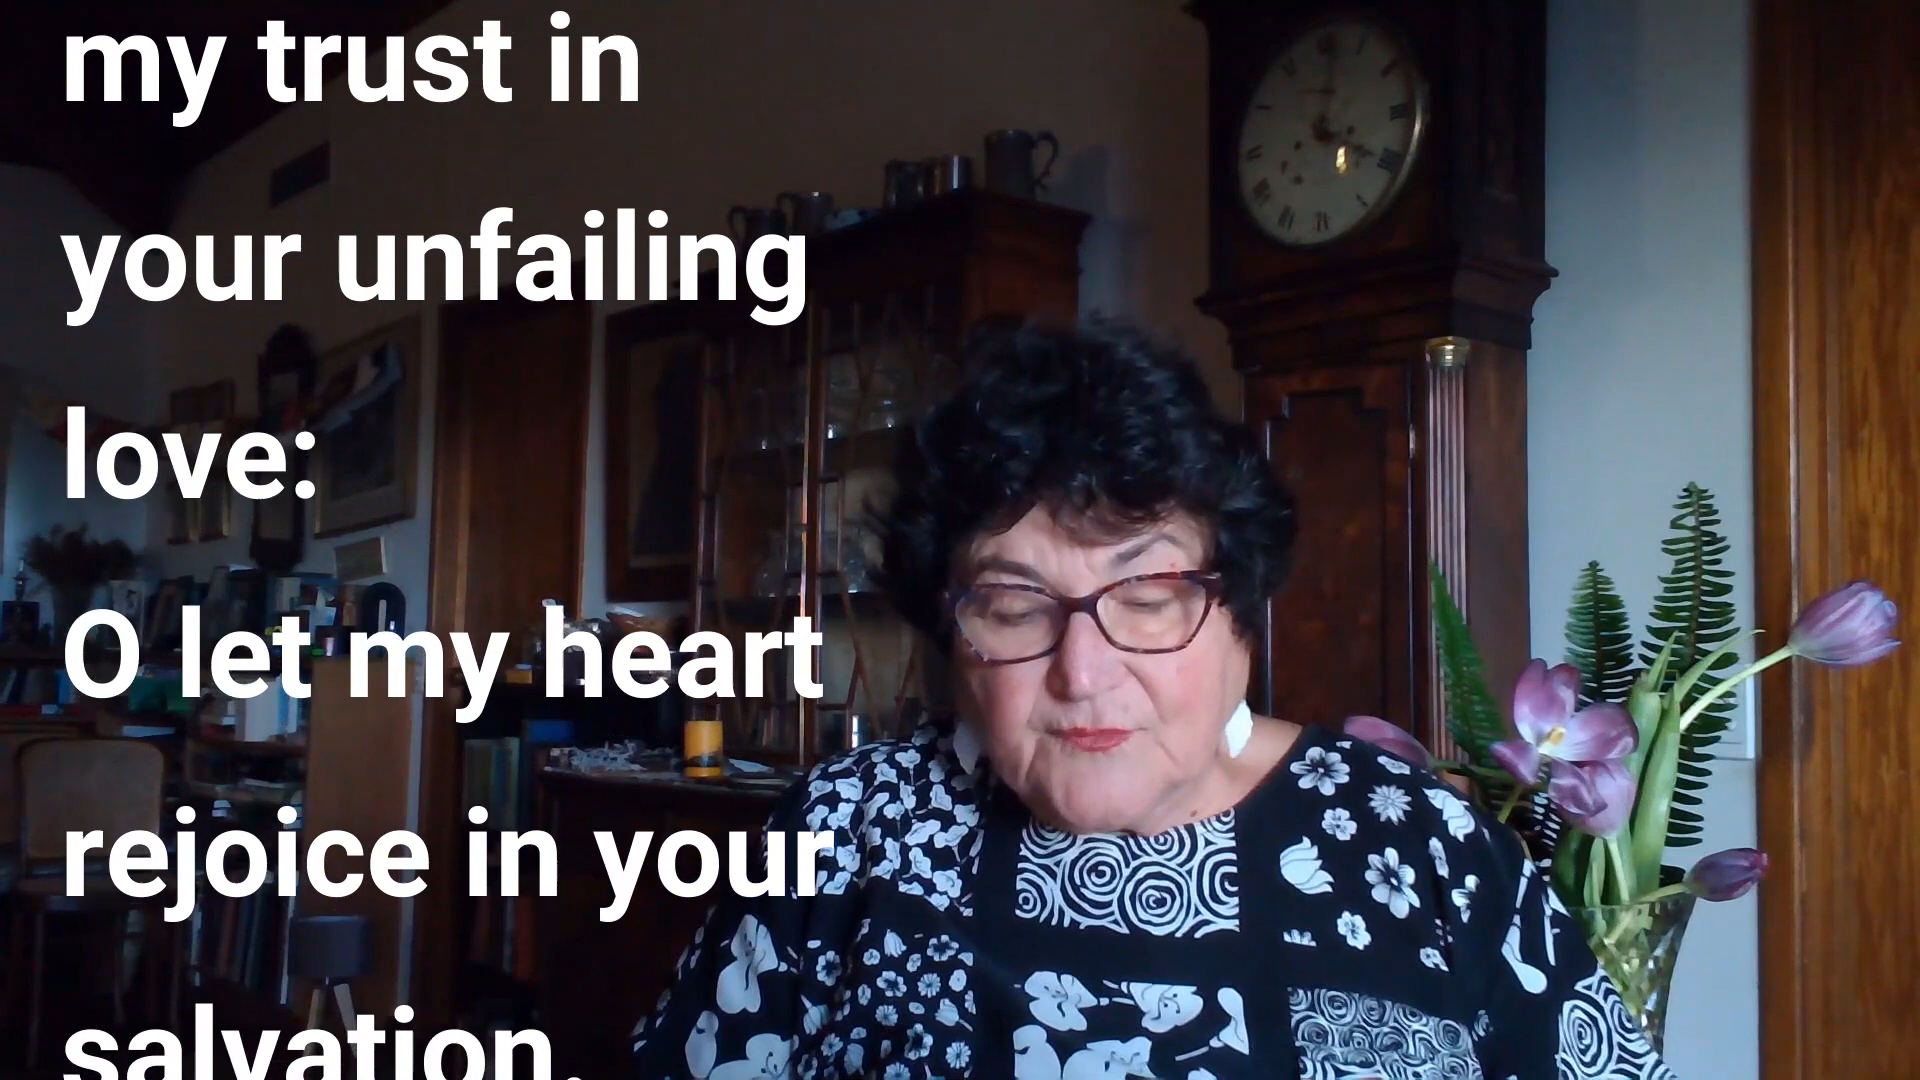 my trust in
your unfailing
love:
O let my heart
rejoice in your
salvation.